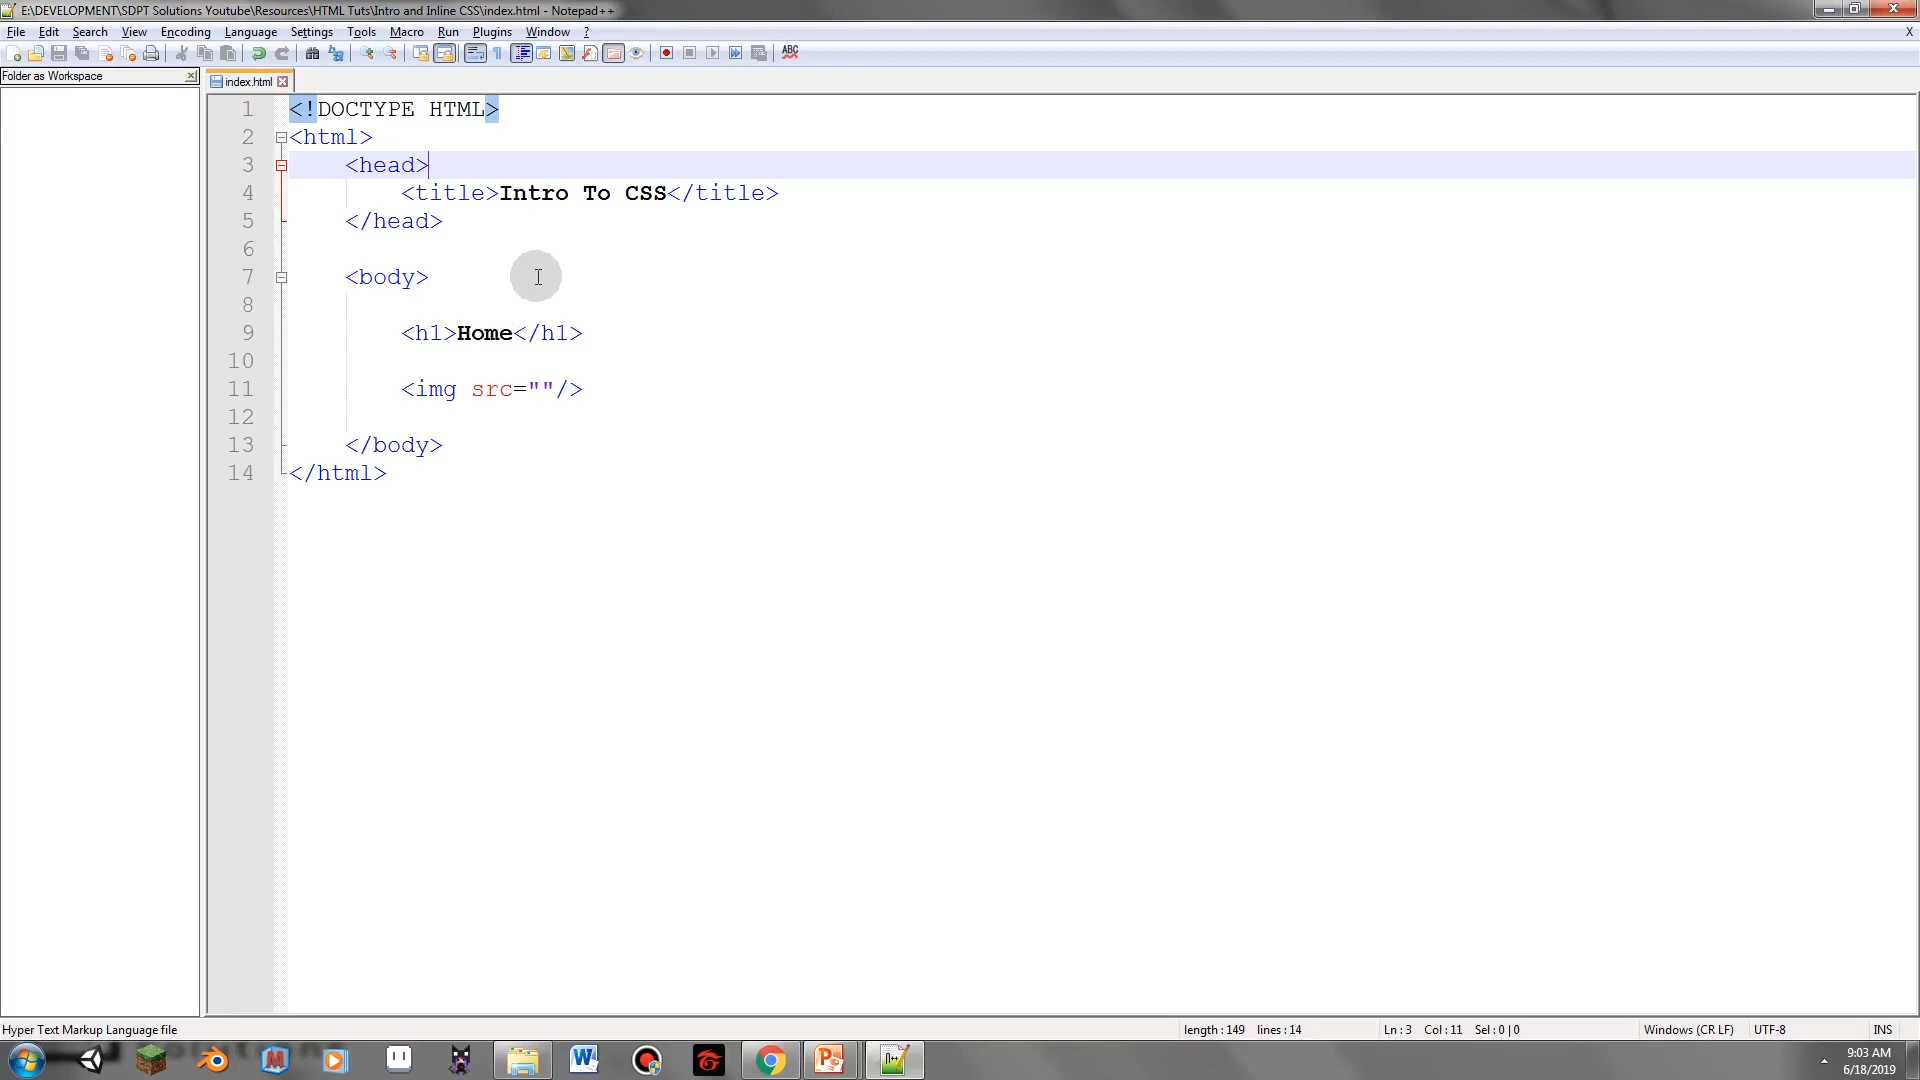 E:\DEVELOPMENT\SDPT Solutions Youtube\Resources\HTML Tuts\Intro and Inline CSS\index.html - Notepad++
File Edit Search View Encoding Language Settings Tools Macro Run Plugins Window ? X
ABC
Folder as Workspace
index.html
1 <!DOCTYPE HTML>
2 <html>
3 <head>
4 <title>Intro To CSS</title>
5 </head>
6
7 <body>
8
9 <h1>Home</h1>
10
11 <img src=""/>
12
13 </body>
14 </html>
Hyper Text Markup Language file length : 149 lines : 14 Ln : 3 Col : 11 Sel : 0 | 0 Windows (CR LF) UTF-8 INS
9:03 AM
6/18/2019